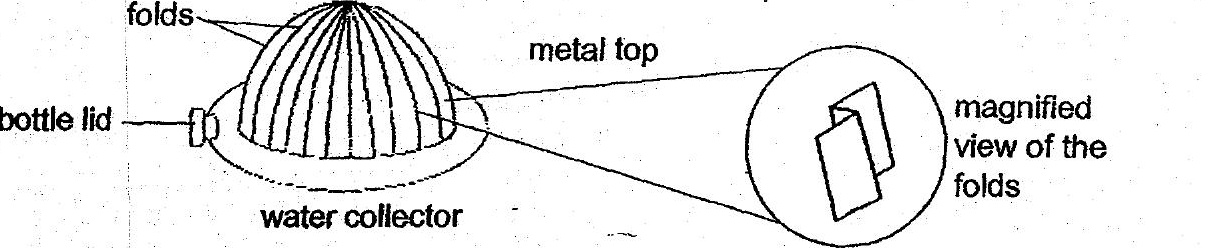 folds
metal top
bottle lid
magnified
view of the
folds
water collector